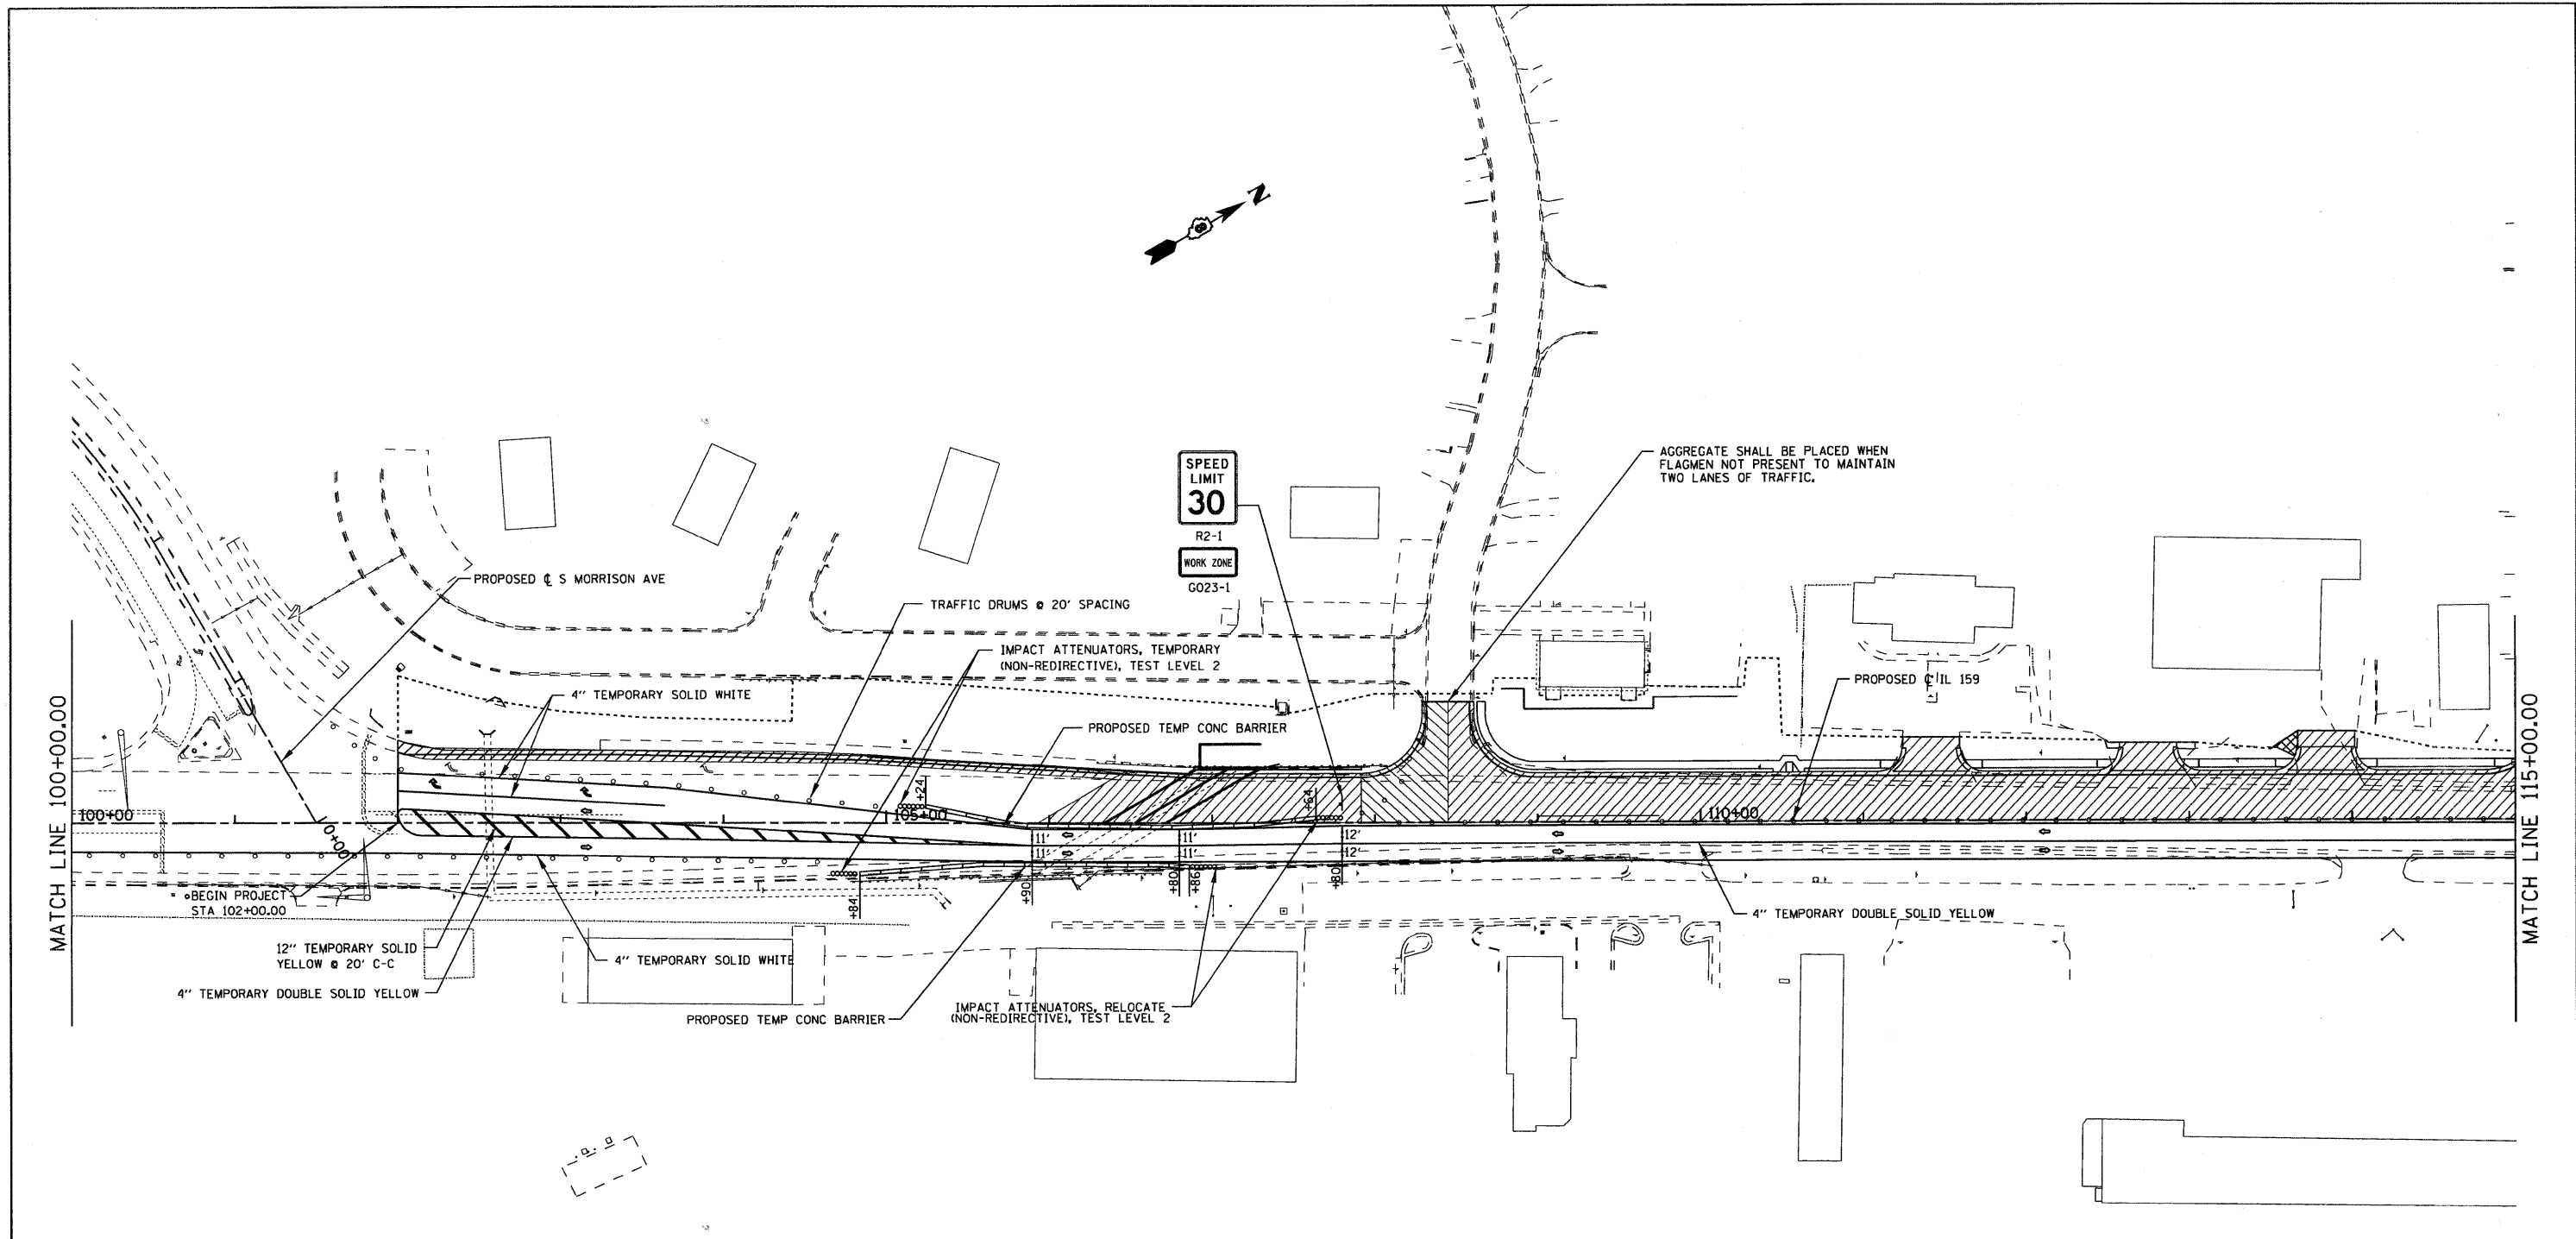 N
SPEED
LIMIT
30
R2-1
WORK ZONE
G023-1
AGGREGATE SHALL BE PLACED WHEN
FLAGMEN NOT PRESENT TO MAINTAIN
TWO LANES OF TRAFFIC.
PROPOSED ℄ S MORRISON AVE
TRAFFIC DRUMS @ 20' SPACING
IMPACT ATTENUATORS, TEMPORARY
(NON-REDIRECTIVE), TEST LEVEL 2
4" TEMPORARY SOLID WHITE
PROPOSED TEMP CONC BARRIER
PROPOSED ℄ IL 159
MATCH LINE 100+00.00
MATCH LINE 115+00.00
100+00
10+00
105+00
110+00
+24
+64
11'
11'
12'
11'
11'
12'
+84
+90
+80
+86
+80
BEGIN PROJECT
STA 102+00.00
12" TEMPORARY SOLID
YELLOW @ 20' C-C
4" TEMPORARY DOUBLE SOLID YELLOW
4" TEMPORARY SOLID WHITE
PROPOSED TEMP CONC BARRIER
IMPACT ATTENUATORS, RELOCATE
(NON-REDIRECTIVE), TEST LEVEL 2
4" TEMPORARY DOUBLE SOLID YELLOW